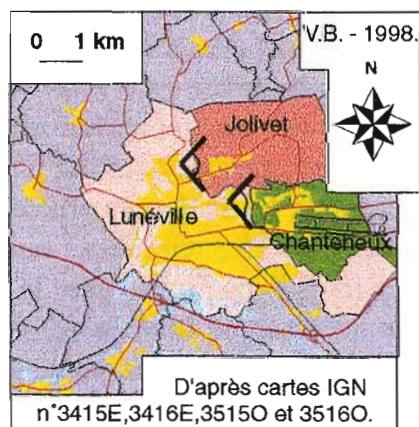 0 1 km
V.B. - 1998.
N
Jolivet
Lunéville
Chanteheux
D'après cartes IGN
n°3415E,3416E,3515O et 3516O.